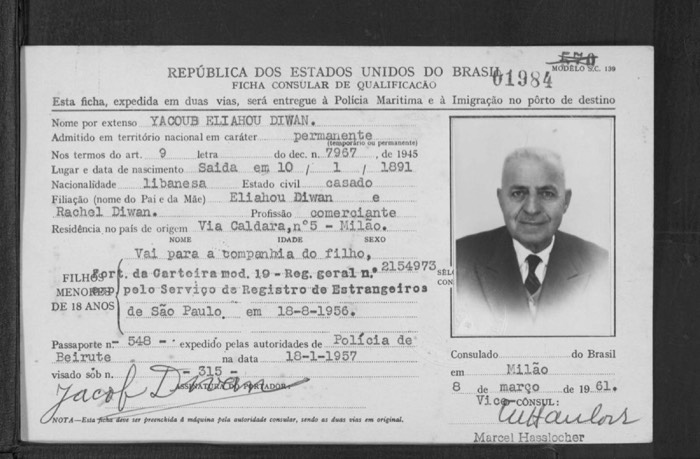 MODELO S.C. 139
REPÚBLICA DOS ESTADOS UNIDOS DO BRASIL
01984
FICHA CONSULAR DE QUALIFICAÇÃO
Esta ficha, expedida em duas vias, será entregue à Polícia Marítima e à Imigração no pôrto de destino
Nome por extenso YACOUB ELIAHOU DIWAN.
Admitido em território nacional em caráter permanente
(temporário ou permanente)
Nos termos do art. 9 letra do dec. n. 7967, de 1945
Lugar e data de nascimento Saida em 10 / 1 / 1891
Nacionalidade libanesa Estado civil casado
Filiação (nome do Pai e da Mãe) Eliahou Diwan e
Rachel Diwan. Profissão comerciante
Residência no país de origem Via Caldara, nº5 - Milão.
NOME IDADE SEXO
FILHOS
MENORES
DE 18 ANOS
Vai para a companhia do filho,
port. da Carteira mod. 19 - Reg. geral n.º 2154973
pelo Serviço de Registro de Estrangeiros
de São Paulo em 18-8-1956.
Passaporte n.º 548 - expedido pelas autoridades de Polícia de
Beirute na data 18-1-1957
visado sob n. - 315 -
ASSINATURA DO PORTADOR
Jacob Diwan
NOTA—Esta ficha deve ser preenchida à máquina pela autoridade consular, sendo as duas vias em original.
Consulado do Brasil
em Milão
8 de março de 1961.
Vice-CÔNSUL:
Marcel Hasslocher